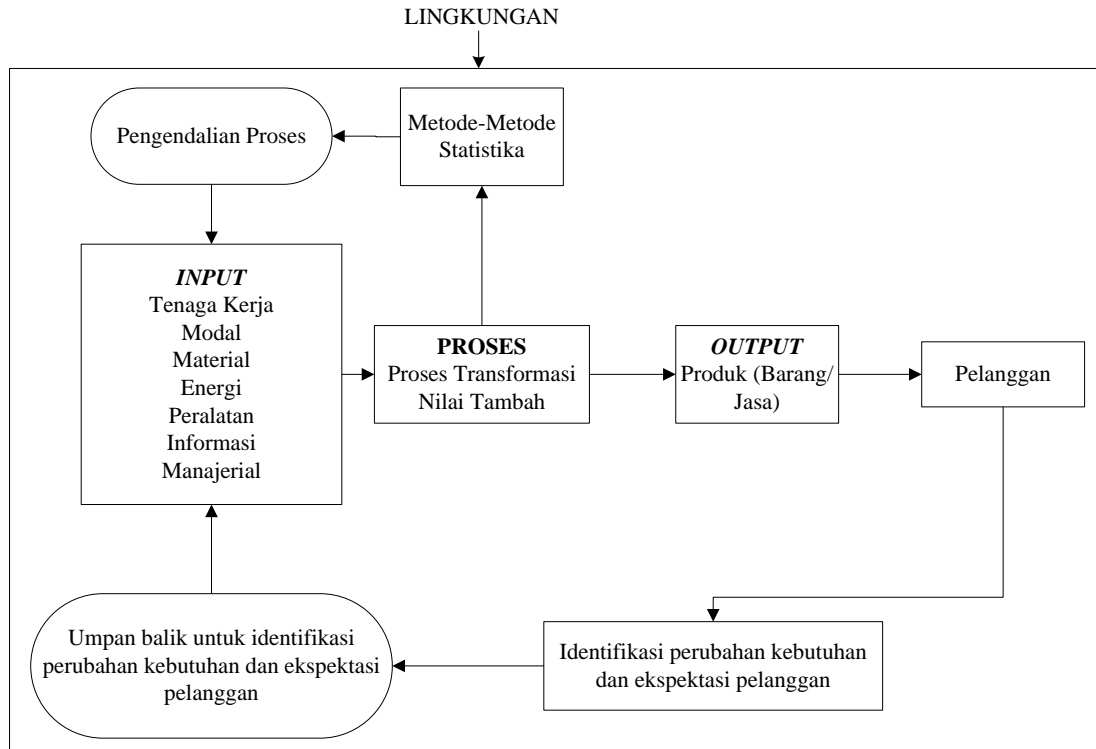 LINGKUNGAN
Pengendalian Proses
Metode-Metode
Statistika
INPUT
Tenaga Kerja
Modal
Material
Energi
Peralatan
Informasi
Manajerial
PROSES
Proses Transformasi
Nilai Tambah
OUTPUT
Produk (Barang/
Jasa)
Pelanggan
Umpan balik untuk identifikasi
perubahan kebutuhan dan ekspektasi
pelanggan
Identifikasi perubahan kebutuhan
dan ekspektasi pelanggan